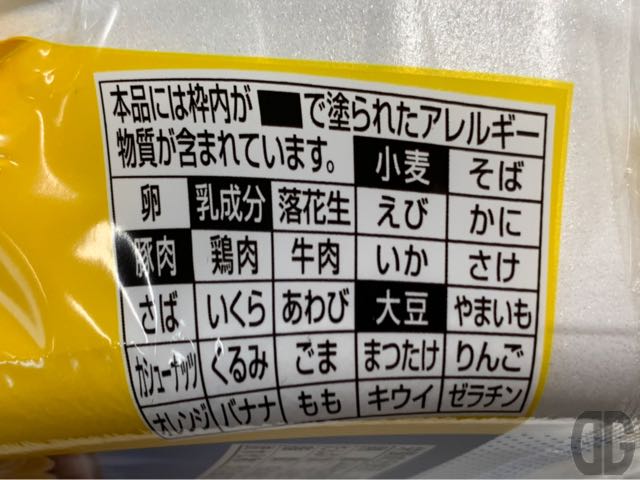 本品には枠内が■で塗られたアレルギー
物質が含まれています。 小麦 そば
卵 乳成分 落花生 えび かに
豚肉 鶏肉 牛肉 いか さけ
さば いくら あわび 大豆 やまいも
カシューナッツ くるみ ごま まつたけ りんご
オレンジ バナナ もも キウイ ゼラチン